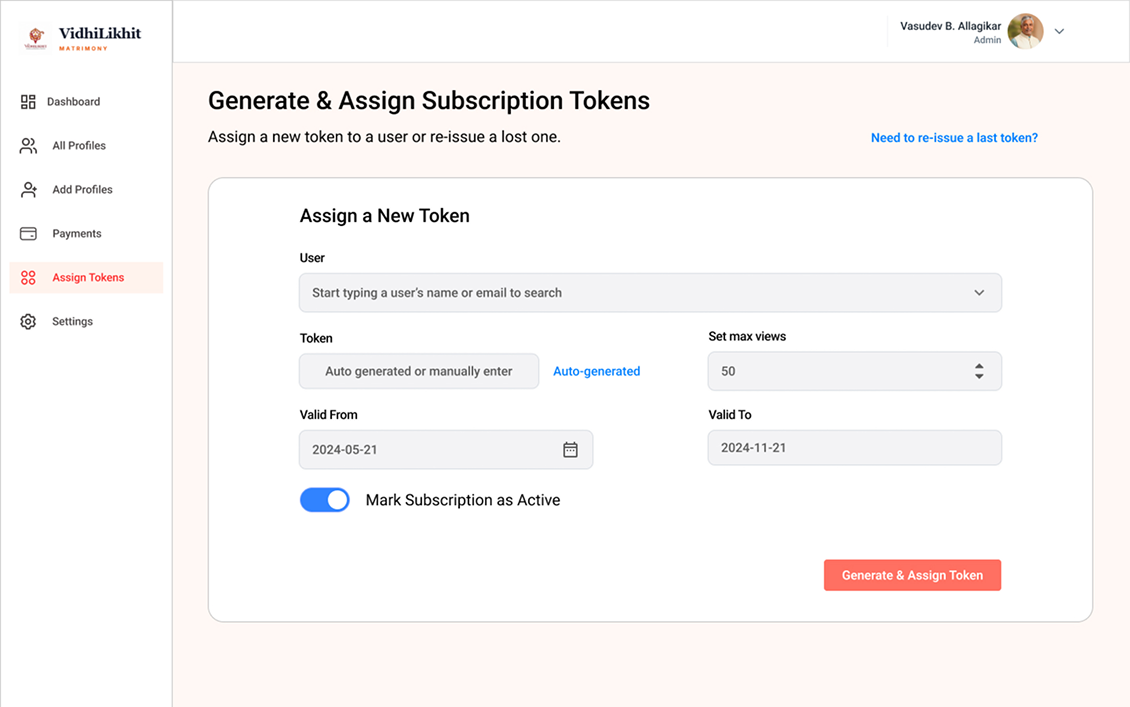 VidhiLikhit
MATRIMONY
Vasudev B. Allagikar
Admin
Dashboard
All Profiles
Add Profiles
Payments
Assign Tokens
Settings
Generate & Assign Subscription Tokens
Assign a new token to a user or re-issue a lost one.
Need to re-issue a last token?
Assign a New Token
User
Start typing a user's name or email to search
Token
Auto generated or manually enter
Auto-generated
Set max views
50
Valid From
2024-05-21
Valid To
2024-11-21
Mark Subscription as Active
Generate & Assign Token